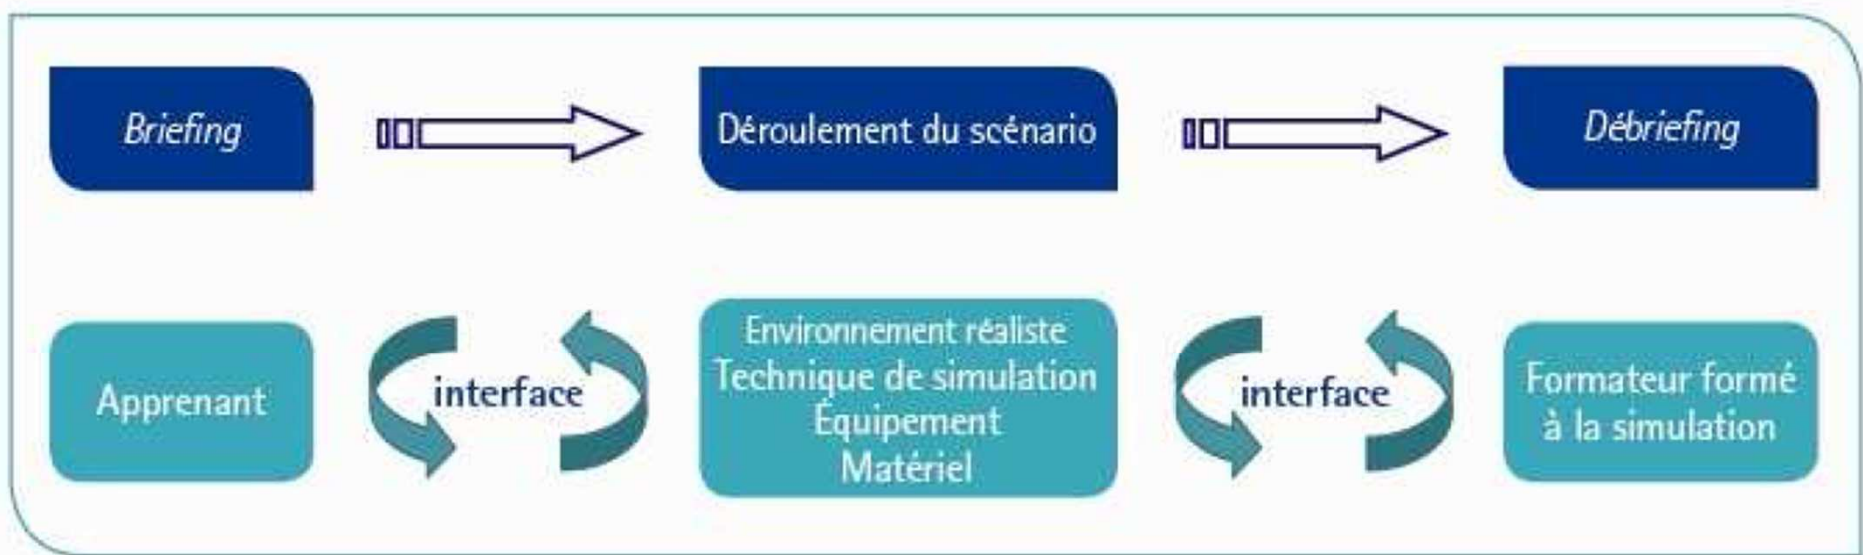 Briefing
Déroulement du scénario
Débriefing
Apprenant
interface
Environnement réaliste
Technique de simulation
Équipement
Matériel
interface
Formateur formé
à la simulation